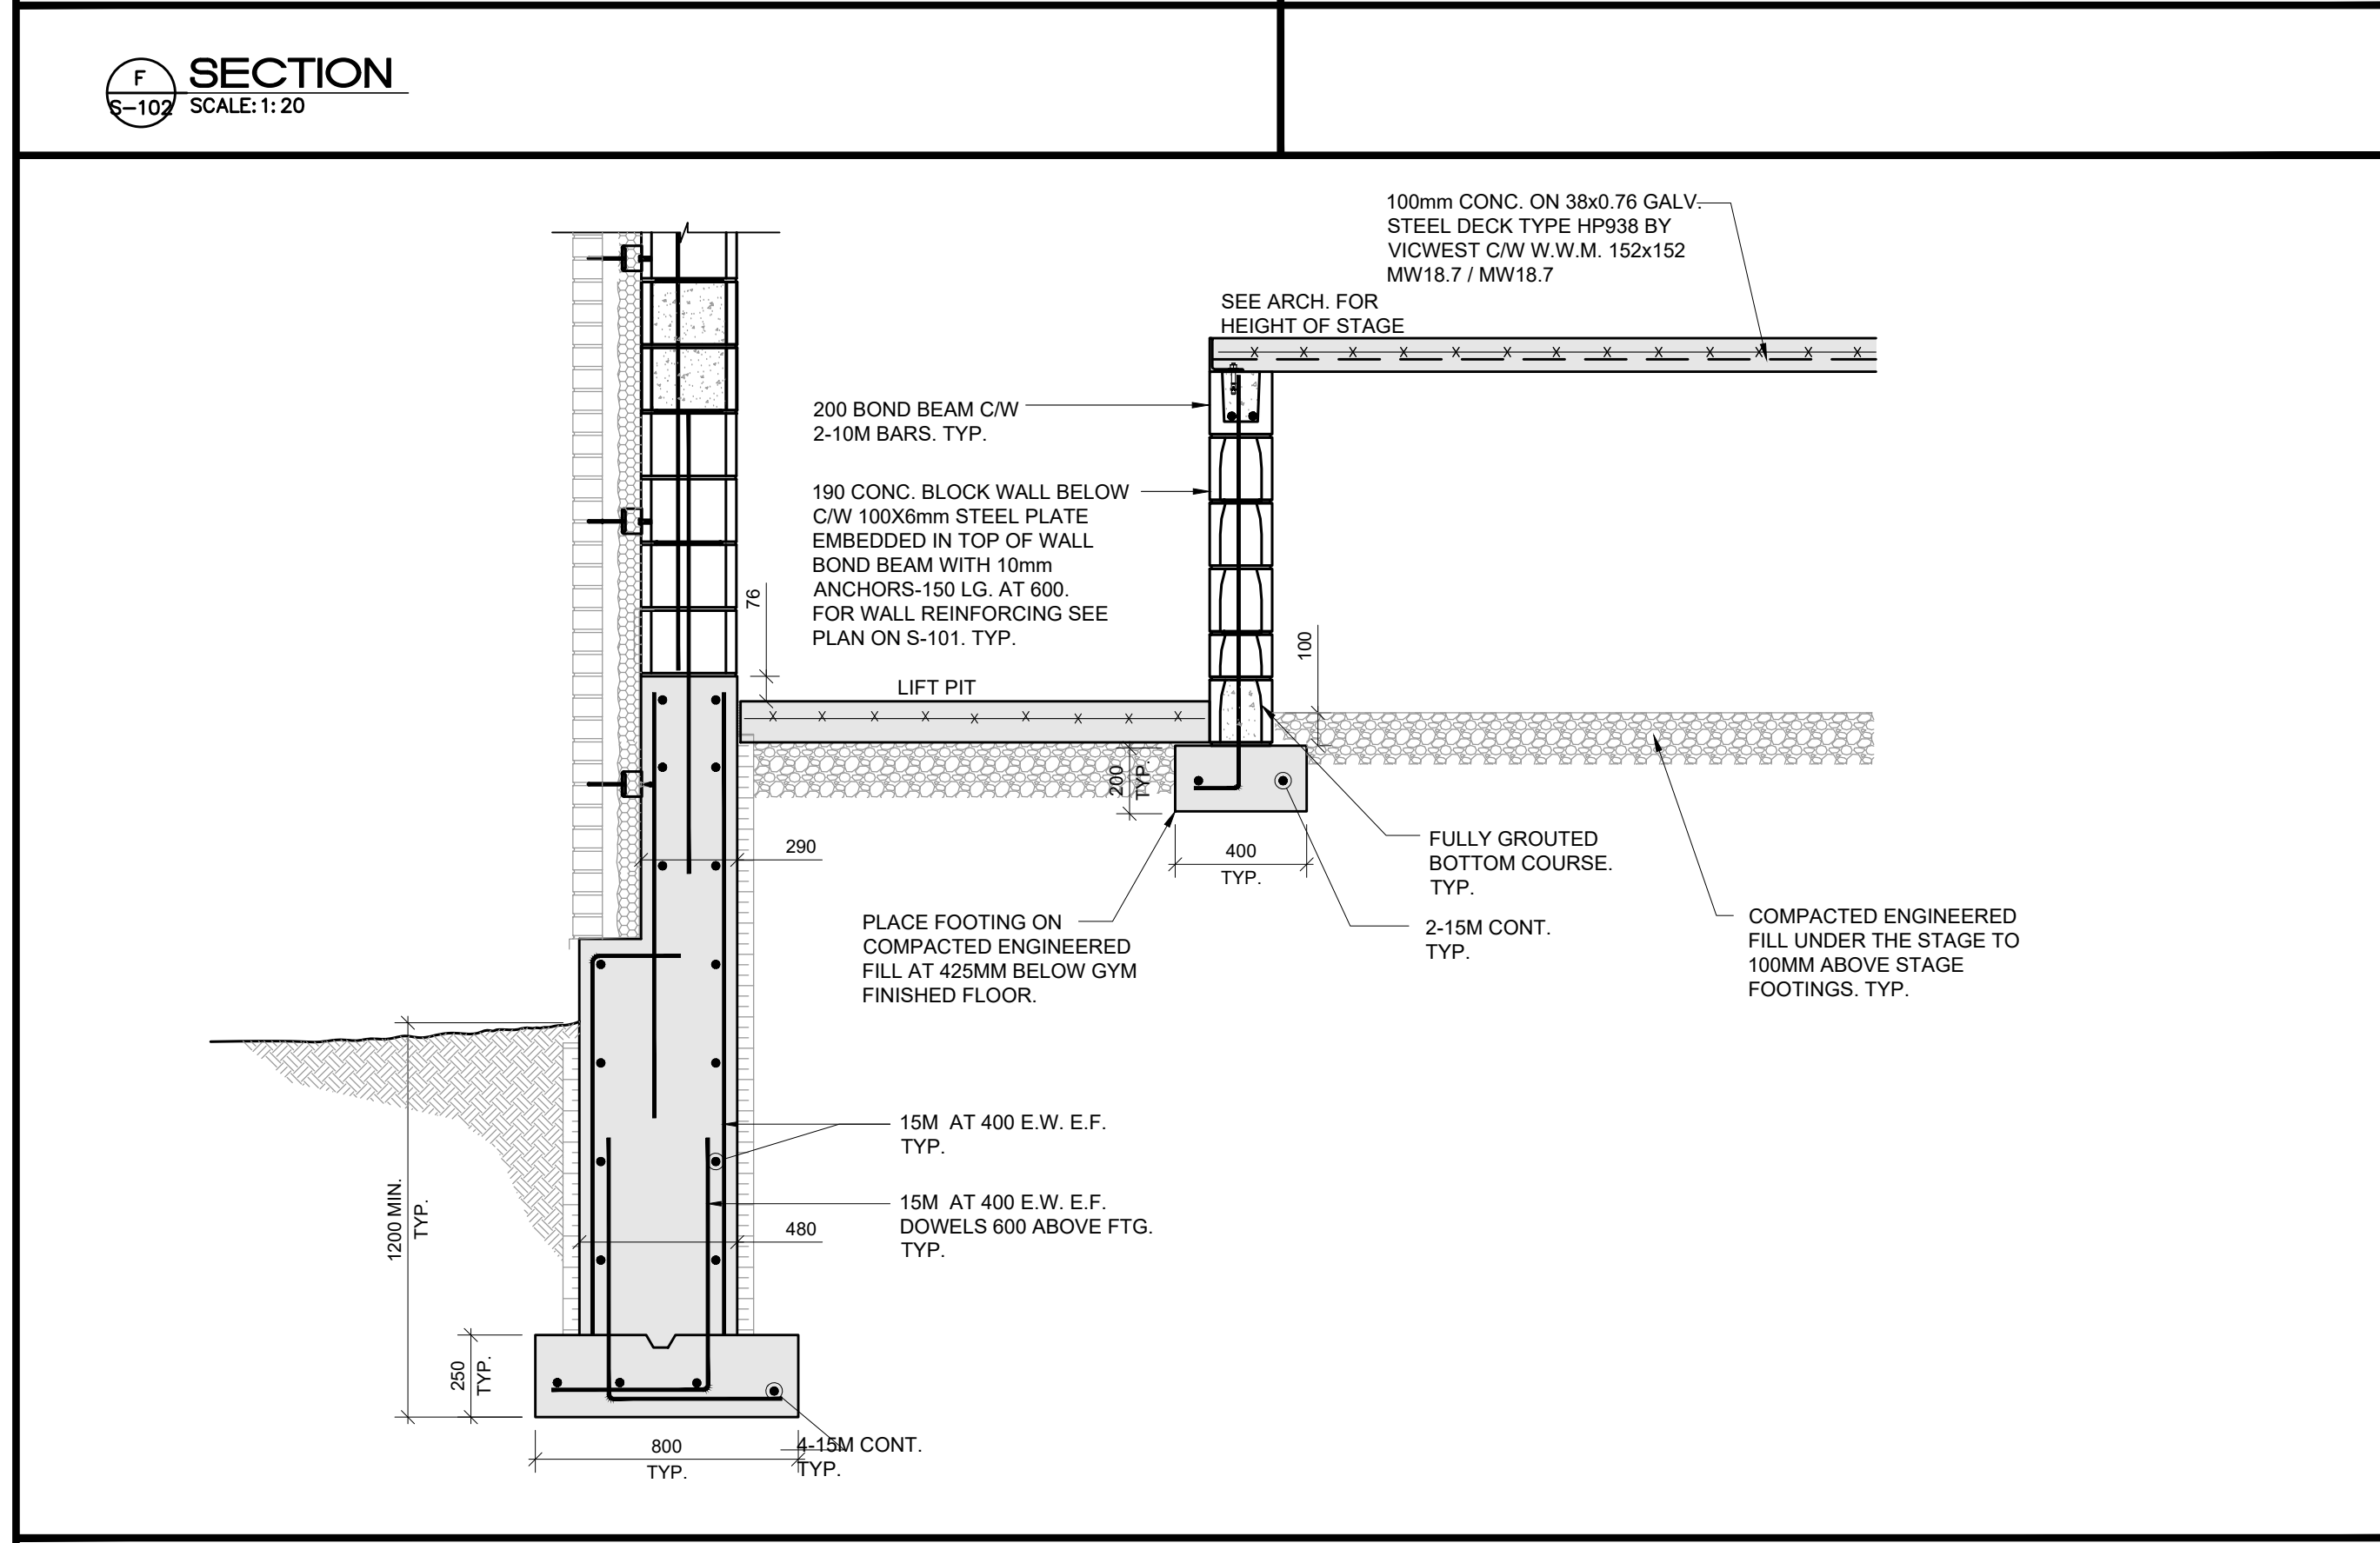 F
S-102
SECTION
SCALE: 1: 20
100mm CONC. ON 38x0.76 GALV.
STEEL DECK TYPE HP938 BY
VICWEST C/W W.W.M. 152x152
MW18.7 / MW18.7
SEE ARCH. FOR
HEIGHT OF STAGE
200 BOND BEAM C/W
2-10M BARS. TYP.
190 CONC. BLOCK WALL BELOW
C/W 100X6mm STEEL PLATE
EMBEDDED IN TOP OF WALL
BOND BEAM WITH 10mm
ANCHORS-150 LG. AT 600.
FOR WALL REINFORCING SEE
PLAN ON S-101. TYP.
76
100
LIFT PIT
200
TYP.
290
400
TYP.
FULLY GROUTED
BOTTOM COURSE.
TYP.
2-15M CONT.
TYP.
PLACE FOOTING ON
COMPACTED ENGINEERED
FILL AT 425MM BELOW GYM
FINISHED FLOOR.
COMPACTED ENGINEERED
FILL UNDER THE STAGE TO
100MM ABOVE STAGE
FOOTINGS. TYP.
15M  AT 400 E.W. E.F.
TYP.
15M  AT 400 E.W. E.F.
DOWELS 600 ABOVE FTG.
TYP.
1200 MIN.
TYP.
480
250
TYP.
800
TYP.
4-15M CONT.
TYP.